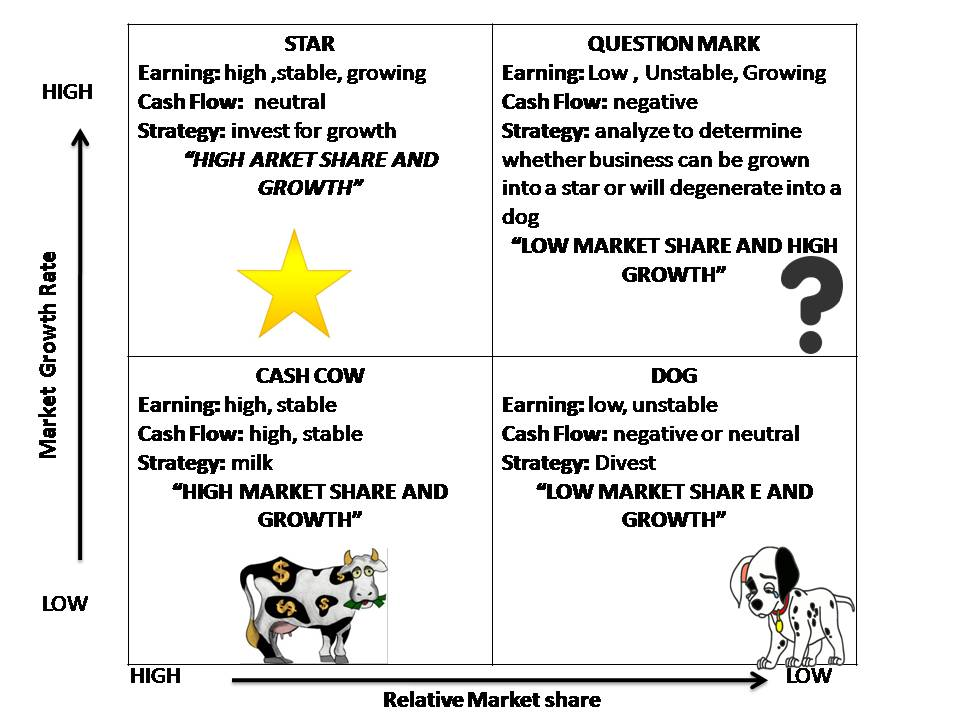 HIGH
Market Growth Rate
LOW
STAR
Earning: high ,stable, growing
Cash Flow:  neutral
Strategy: invest for growth
“HIGH ARKET SHARE AND
GROWTH”
QUESTION MARK
Earning: Low , Unstable, Growing
Cash Flow: negative
Strategy: analyze to determine
whether business can be grown
into a star or will degenerate into a
dog
“LOW MARKET SHARE AND HIGH
GROWTH”
CASH COW
Earning: high, stable
Cash Flow: high, stable
Strategy: milk
“HIGH MARKET SHARE AND
GROWTH”
$
$
$
DOG
Earning: low, unstable
Cash Flow: negative or neutral
Strategy: Divest
“LOW MARKET SHAR E AND
GROWTH”
HIGH
LOW
Relative Market share